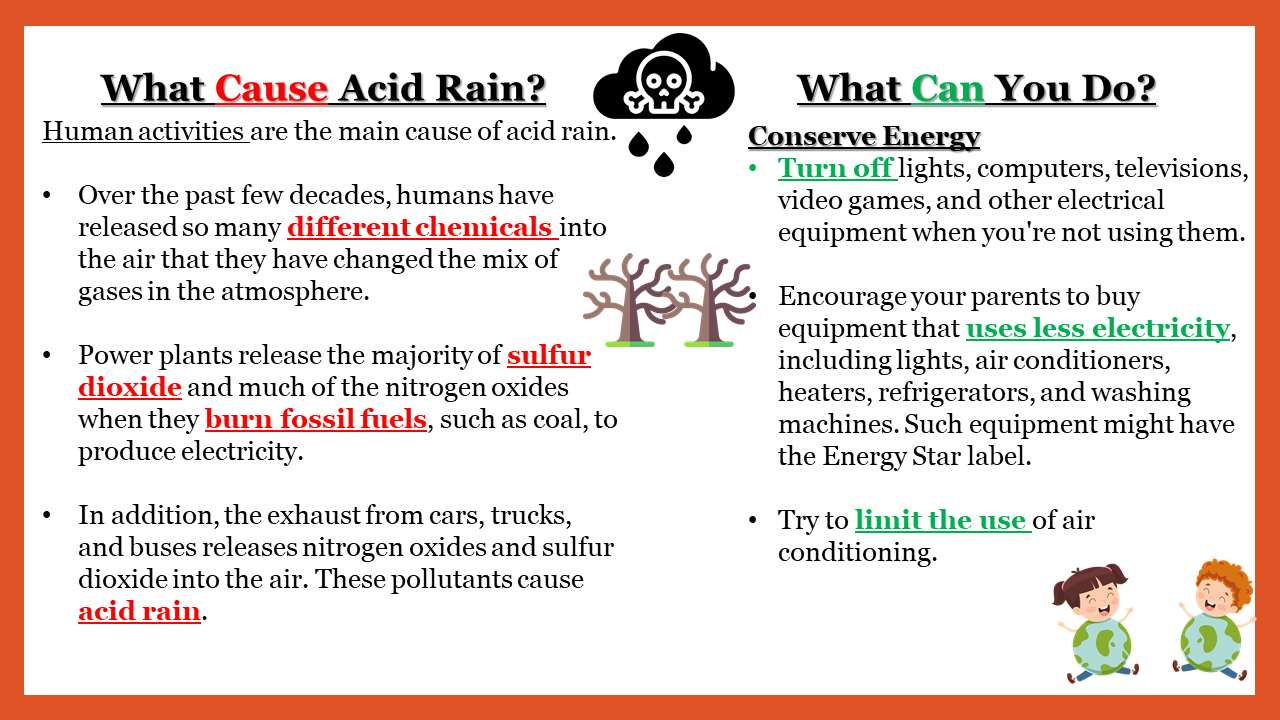 What Cause Acid Rain?
Human activities are the main cause of acid rain.
• Over the past few decades, humans have
released so many different chemicals into
the air that they have changed the mix of
gases in the atmosphere.
• Power plants release the majority of sulfur
dioxide and much of the nitrogen oxides
when they burn fossil fuels, such as coal, to
produce electricity.
• In addition, the exhaust from cars, trucks,
and buses releases nitrogen oxides and sulfur
dioxide into the air. These pollutants cause
acid rain.
What Can You Do?
Conserve Energy
• Turn off lights, computers, televisions,
video games, and other electrical
equipment when you're not using them.
• Encourage your parents to buy
equipment that uses less electricity,
including lights, air conditioners,
heaters, refrigerators, and washing
machines. Such equipment might have
the Energy Star label.
• Try to limit the use of air
conditioning.